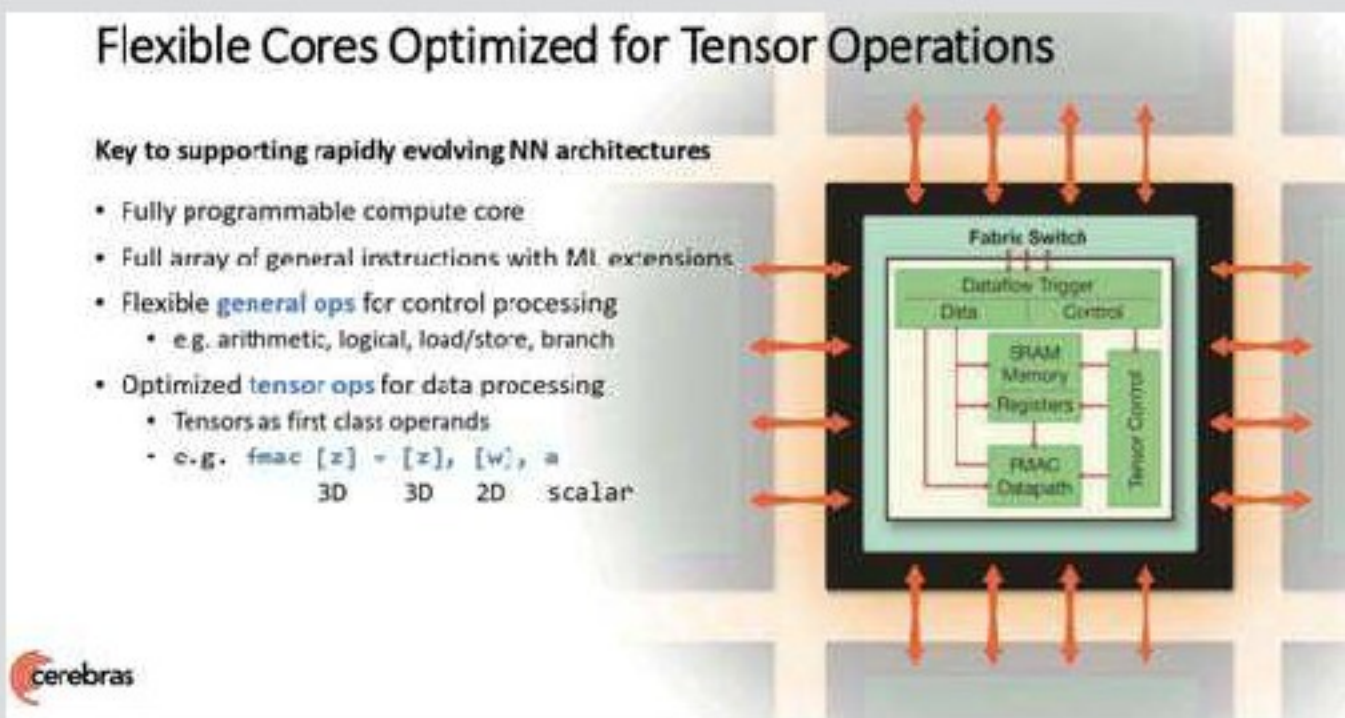 Flexible Cores Optimized for Tensor Operations
Key to supporting rapidly evolving NN architectures
• Fully programmable compute core
• Full array of general instructions with ML extensions
• Flexible general ops for control processing
• e.g. arithmetic, logical, load/store, branch
• Optimized tensor ops for data processing
• Tensors as first class operands
• e.g. fmac [z] = [z], [w], a
3D 3D 2D scalar
Fabric Switch
Dataflow Trigger
Data Control
SRAM
Memory
Registers
FMAC
Datapath
Tensor Control
cerebras